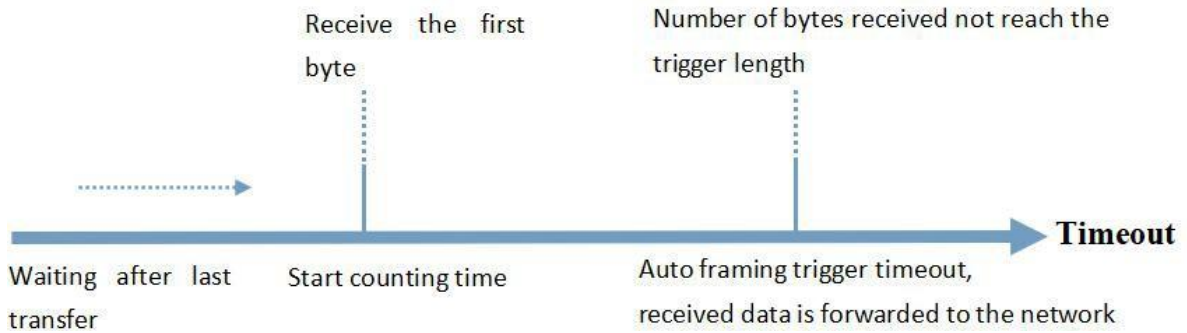 Receive the first
byte
Number of bytes received not reach the
trigger length
Timeout
Waiting after last
transfer
Start counting time
Auto framing trigger timeout,
received data is forwarded to the network